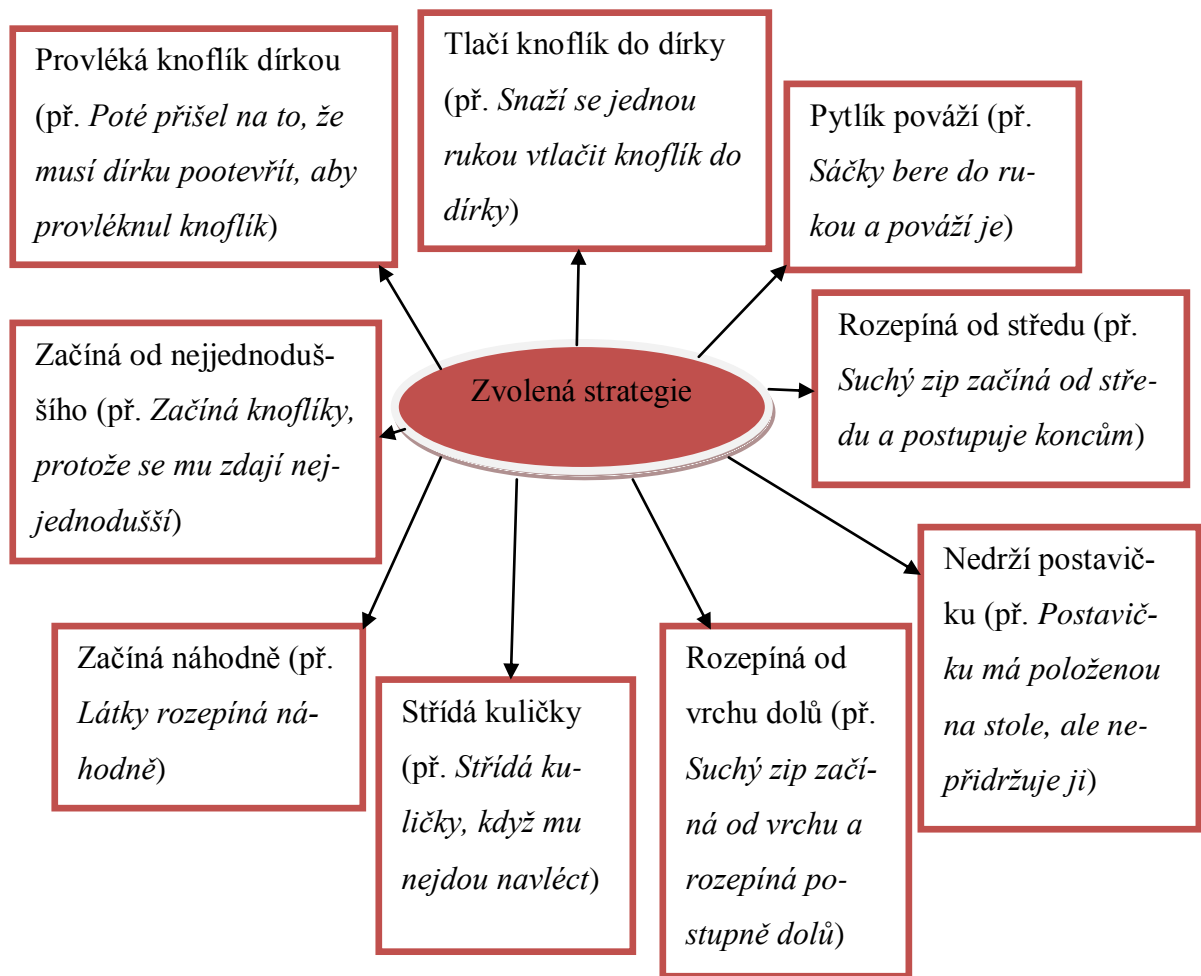 Provléká knoflík dírkou
(př. Poté přišel na to, že
musí dírku pootevřít, aby
provléknul knoflík)
Tlačí knoflík do dírky
(př. Snaží se jednou
rukou vtlačit knoflík do
dírky)
Pytlík pováží (př.
Sáčky bere do ru-
kou a pováží je)
Začíná od nejjednoduš-
šího (př. Začíná knoflíky,
protože se mu zdají nej-
jednodušší)
Zvolená strategie
Rozepíná od středu (př.
Suchý zip začíná od stře-
du a postupuje koncům)
Začíná náhodně (př.
Látky rozepíná ná-
hodně)
Střídá kuličky
(př. Střídá ku-
ličky, když mu
nejdou navléct)
Rozepíná od
vrchu dolů (př.
Suchý zip začí-
ná od vrchu a
rozepíná po-
stupně dolů)
Nedrží postavič-
ku (př. Postavič-
ku má položenou
na stole, ale ne-
přidržuje ji)